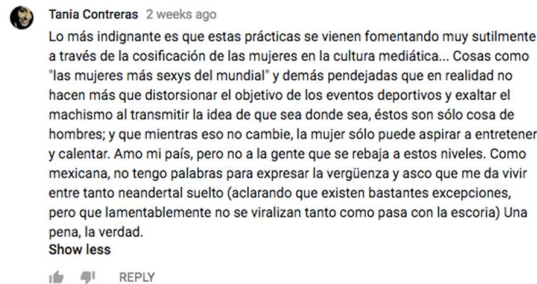 Tania Contreras 2 weeks ago
Lo más indignante es que estas prácticas se vienen fomentando muy sutilmente
a través de la cosificación de las mujeres en la cultura mediática... Cosas como
"las mujeres más sexys del mundial" y demás pendejadas que en realidad no
hacen más que distorsionar el objetivo de los eventos deportivos y exaltar el
machismo al transmitir la idea de que sea donde sea, éstos son sólo cosa de
hombres; y que mientras eso no cambie, la mujer sólo puede aspirar a entretener
y calentar. Amo mi país, pero no a la gente que se rebaja a estos niveles. Como
mexicana, no tengo palabras para expresar la vergüenza y asco que me da vivir
entre tanto neandertal suelto (aclarando que existen bastantes excepciones,
pero que lamentablemente no se viralizan tanto como pasa con la escoria) Una
pena, la verdad.
Show less
REPLY